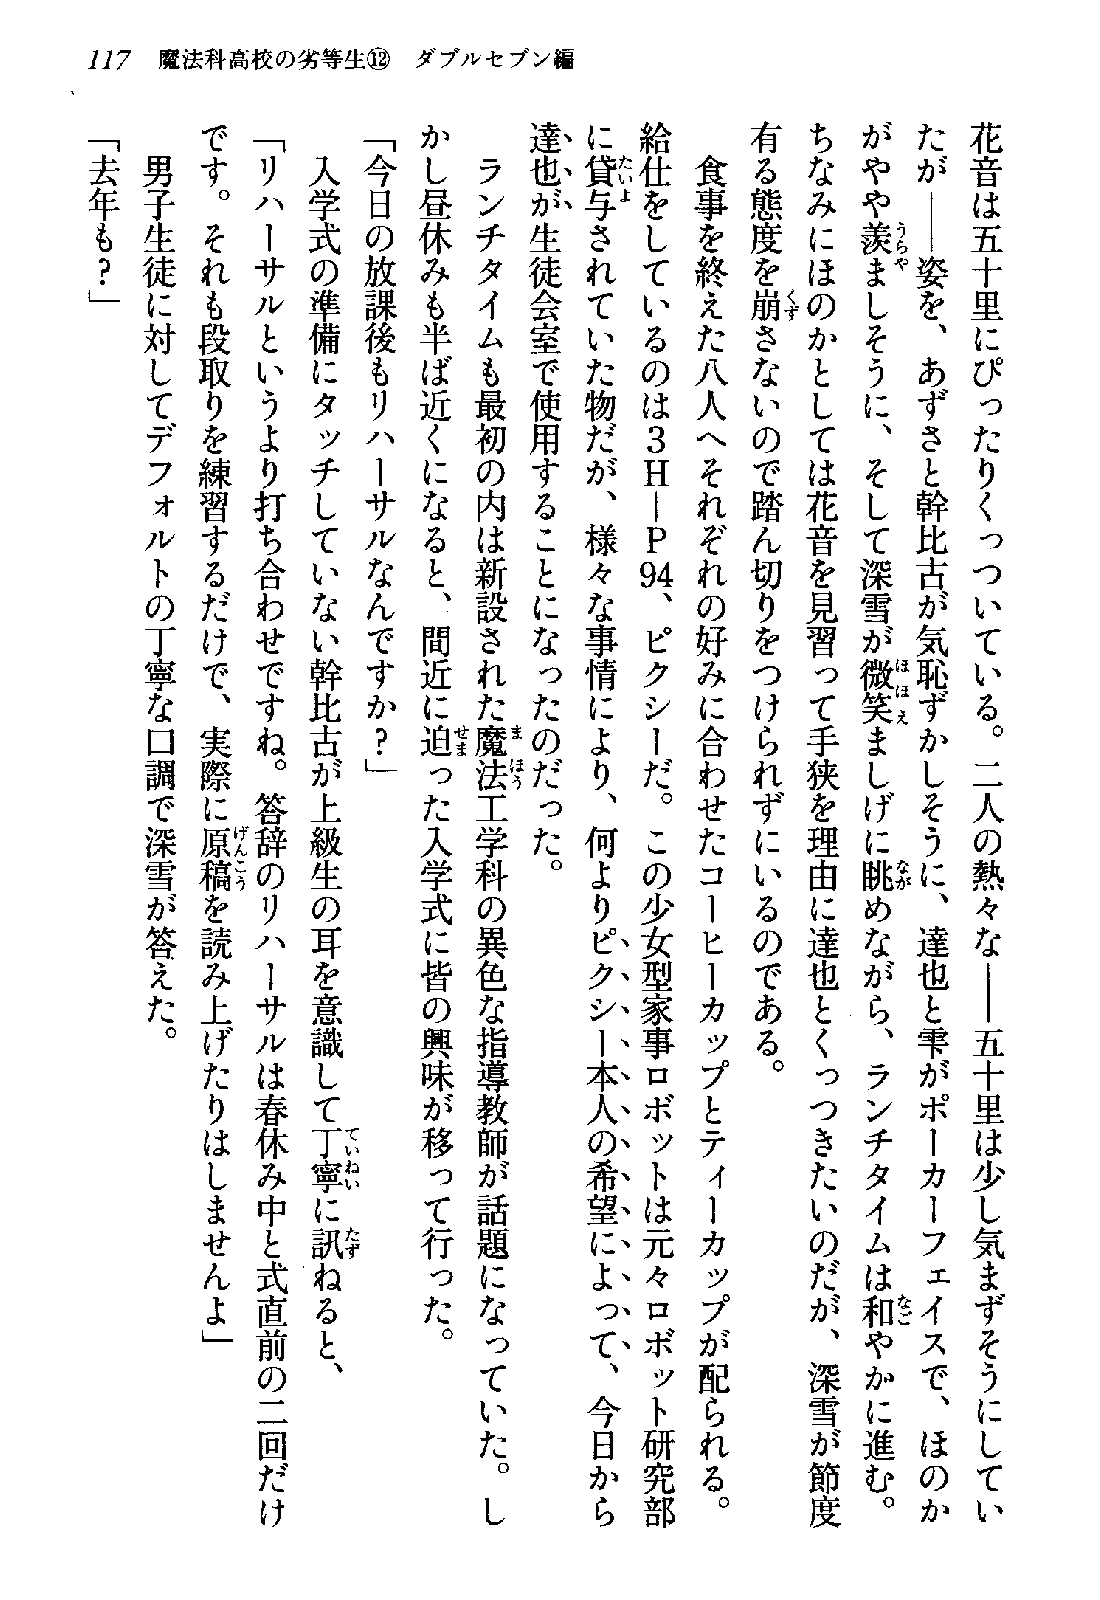 117　魔法科高校の劣等生⑫　ダブルセブン編
花音は五十里にぴったりくっついている。二人の熱々な――五十里は少し気まずそうにしてい
たが――姿を、あずさと幹比古が気恥ずかしそうに、達也と雫がポーカーフェイスで、ほのか
がやや羨ましそうに、そして深雪が微笑ましげに眺めながら、ランチタイムは和やかに進む。
ちなみにほのかとしては花音を見習って手狭を理由に達也とくっつきたいのだが、深雪が節度
有る態度を崩さないので踏ん切りをつけられずにいるのである。
　食事を終えた八人へそれぞれの好みに合わせたコーヒーカップとティーカップが配られる。
給仕をしているのは３Ｈ―Ｐ94、ピクシーだ。この少女型家事ロボットは元々ロボット研究部
に貸与されていた物だが、様々な事情により、何よりピクシー本人の希望によって、今日から
達也が生徒会室で使用することになったのだった。
　ランチタイムも最初の内は新設された魔法工学科の異色な指導教師が話題になっていた。し
かし昼休みも半ば近くになると、間近に迫った入学式に皆の興味が移って行った。
「今日の放課後もリハーサルなんですか？」
　入学式の準備にタッチしていない幹比古が上級生の耳を意識して丁寧に訊ねると、
「リハーサルというより打ち合わせですね。答辞のリハーサルは春休み中と式直前の二回だけ
です。それも段取りを練習するだけで、実際に原稿を読み上げたりはしませんよ」
　男子生徒に対してデフォルトの丁寧な口調で深雪が答えた。
「去年も？」